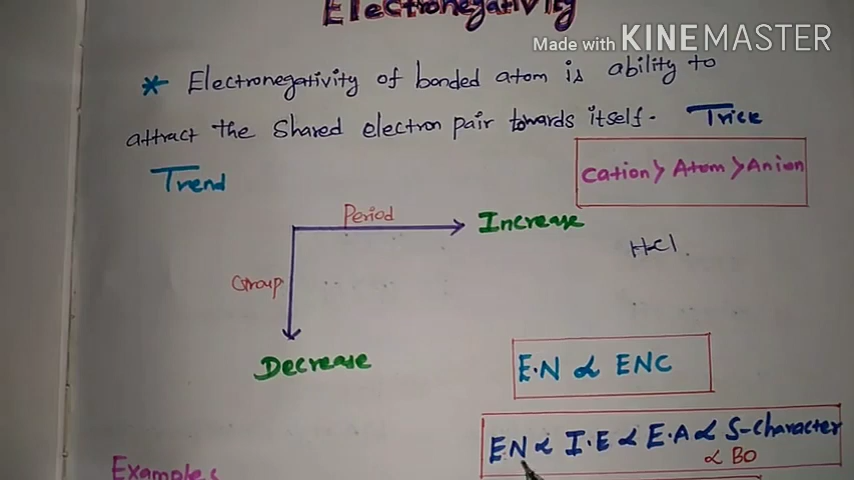 Electronegativity
Made with KINEMASTER
* Electronegativity of bonded atom is ability to
attract the shared electron pair towards itself. Trick
Trend
Cation > Atom > Anion
Period
Increase
HCl.
Group
Decrease
E.N ∝ ENC
EN ∝ I.E ∝ E.A ∝ S-character
∝ BO
Examples